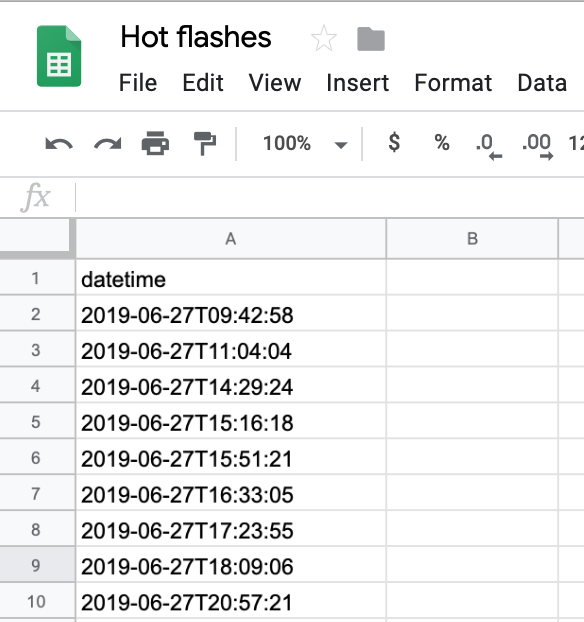 Hot flashes
File Edit View Insert Format Data
100% $ % .0 .00 12
fx
A B
1 datetime
2 2019-06-27T09:42:58
3 2019-06-27T11:04:04
4 2019-06-27T14:29:24
5 2019-06-27T15:16:18
6 2019-06-27T15:51:21
7 2019-06-27T16:33:05
8 2019-06-27T17:23:55
9 2019-06-27T18:09:06
10 2019-06-27T20:57:21